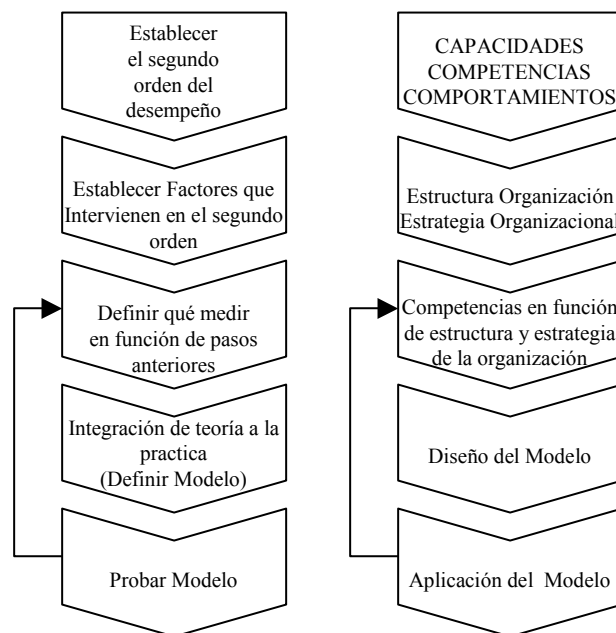 Establecer
el segundo
orden del
desempeño
Establecer Factores que
Intervienen en el segundo
orden
Definir qué medir
en función de pasos
anteriores
Integración de teoría a la
practica
(Definir Modelo)
Probar Modelo
CAPACIDADES
COMPETENCIAS
COMPORTAMIENTOS
Estructura Organización
Estrategia Organizacional
Competencias en función
de estructura y estrategia
de la organización
Diseño del Modelo
Aplicación del Modelo